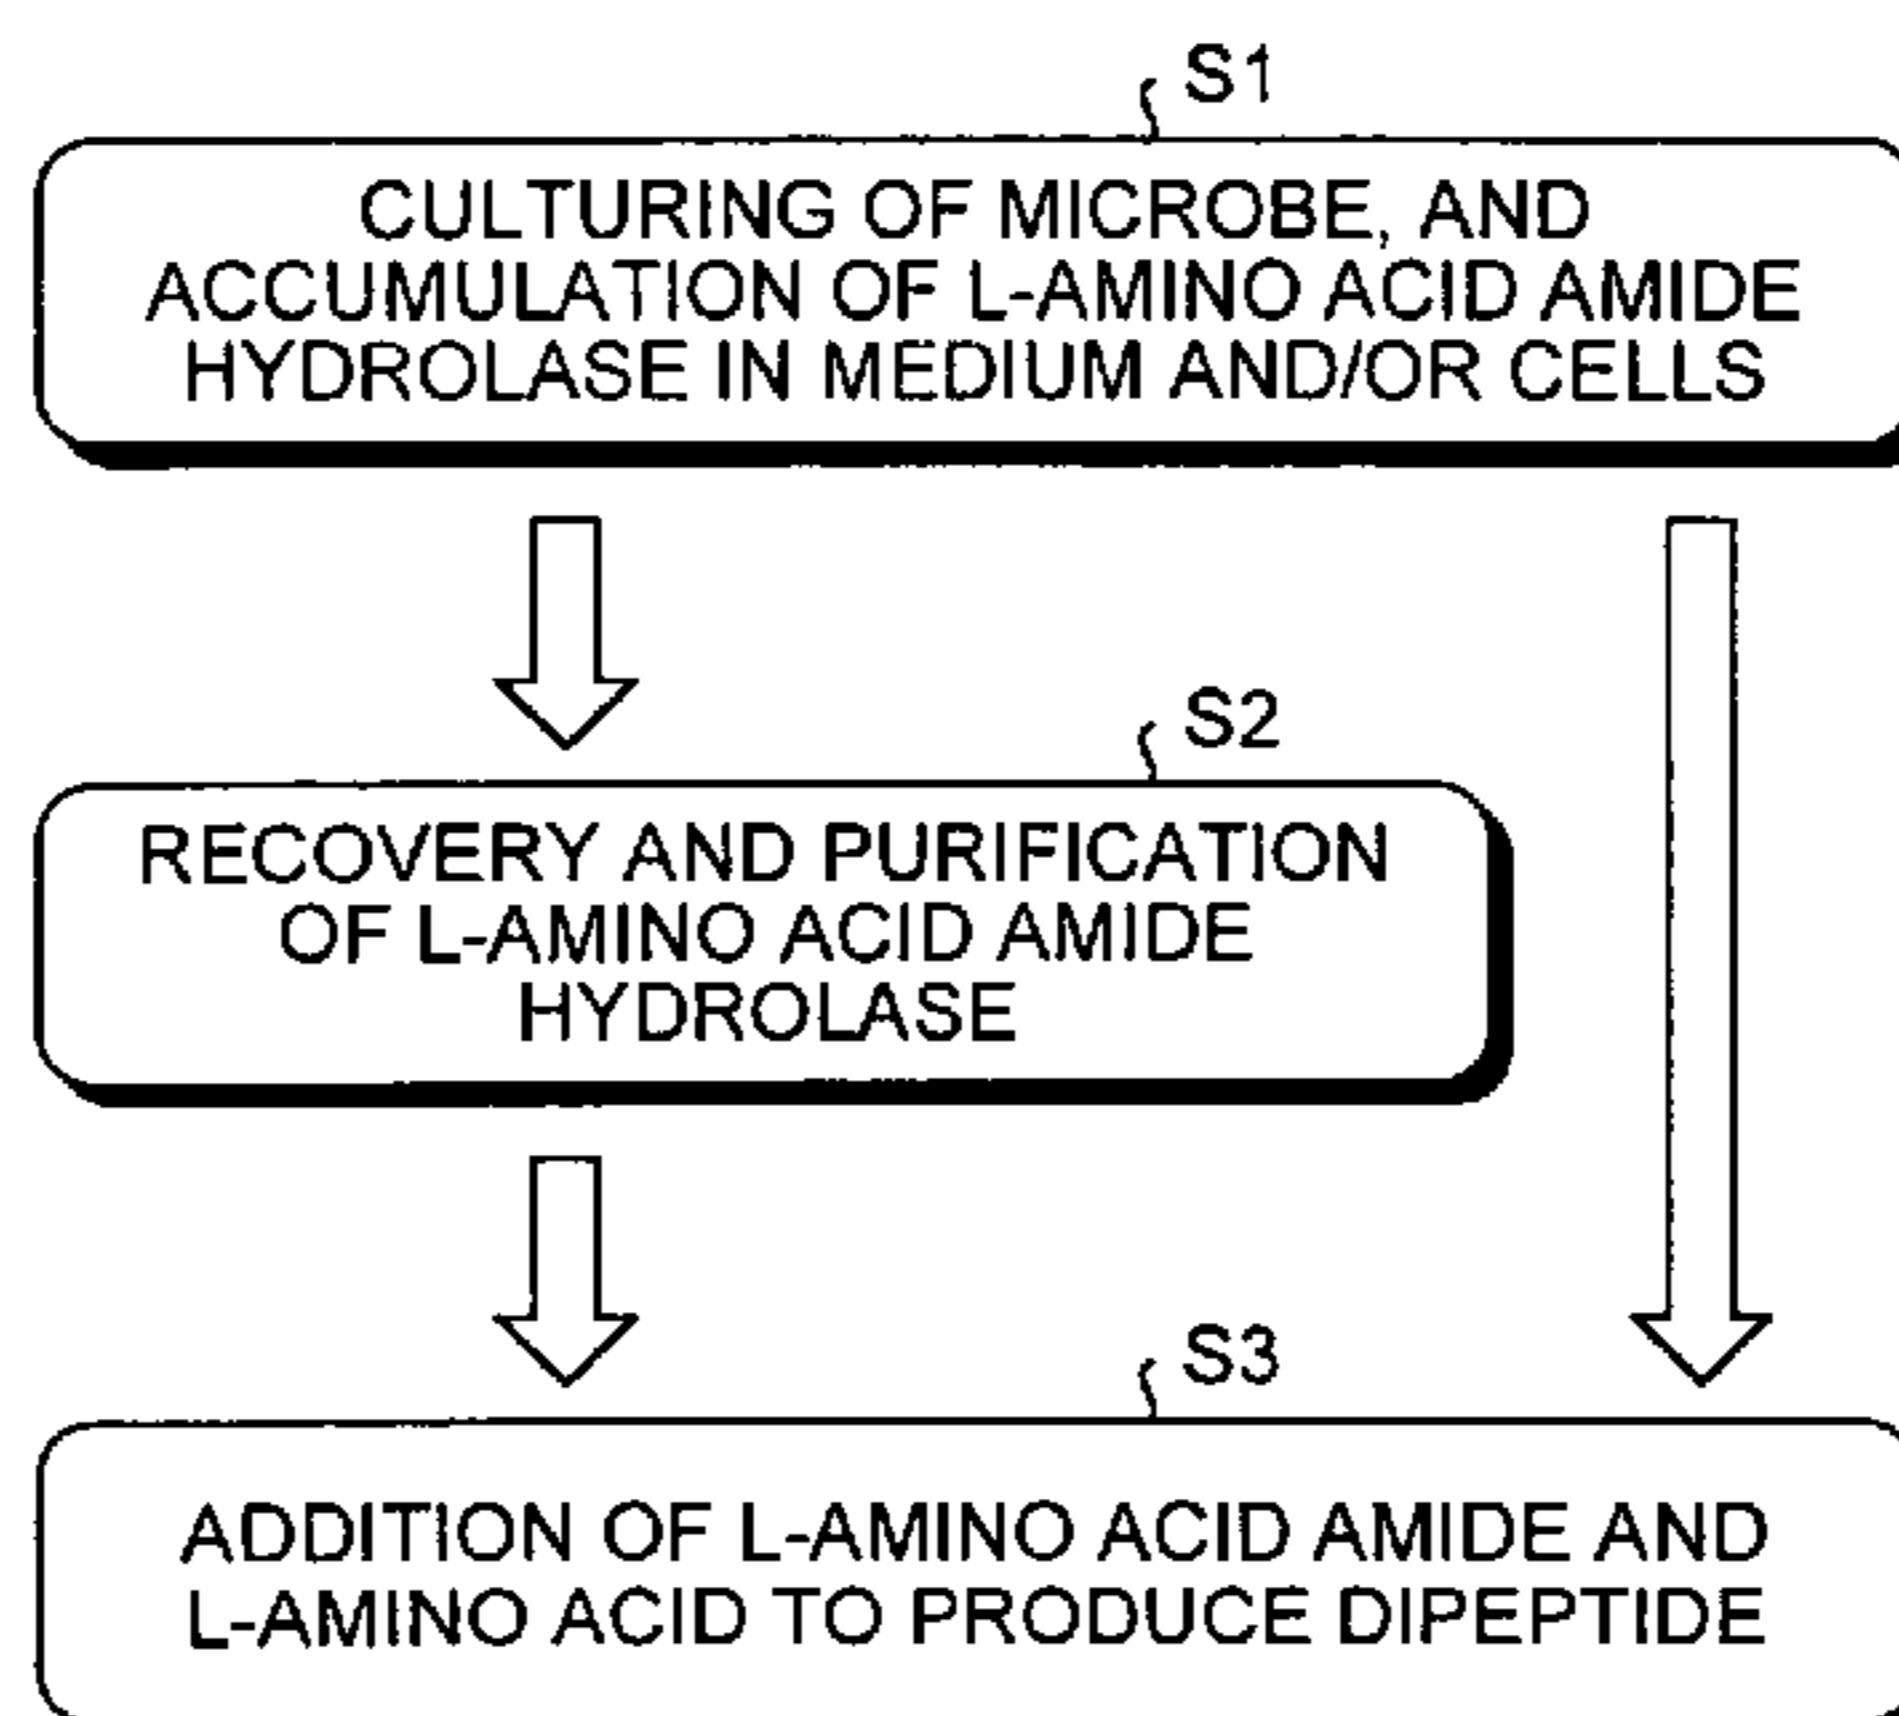 S1
CULTURING OF MICROBE, AND
ACCUMULATION OF L-AMINO ACID AMIDE
HYDROLASE IN MEDIUM AND/OR CELLS
S2
RECOVERY AND PURIFICATION
OF L-AMINO ACID AMIDE
HYDROLASE
S3
ADDITION OF L-AMINO ACID AMIDE AND
L-AMINO ACID TO PRODUCE DIPEPTIDE